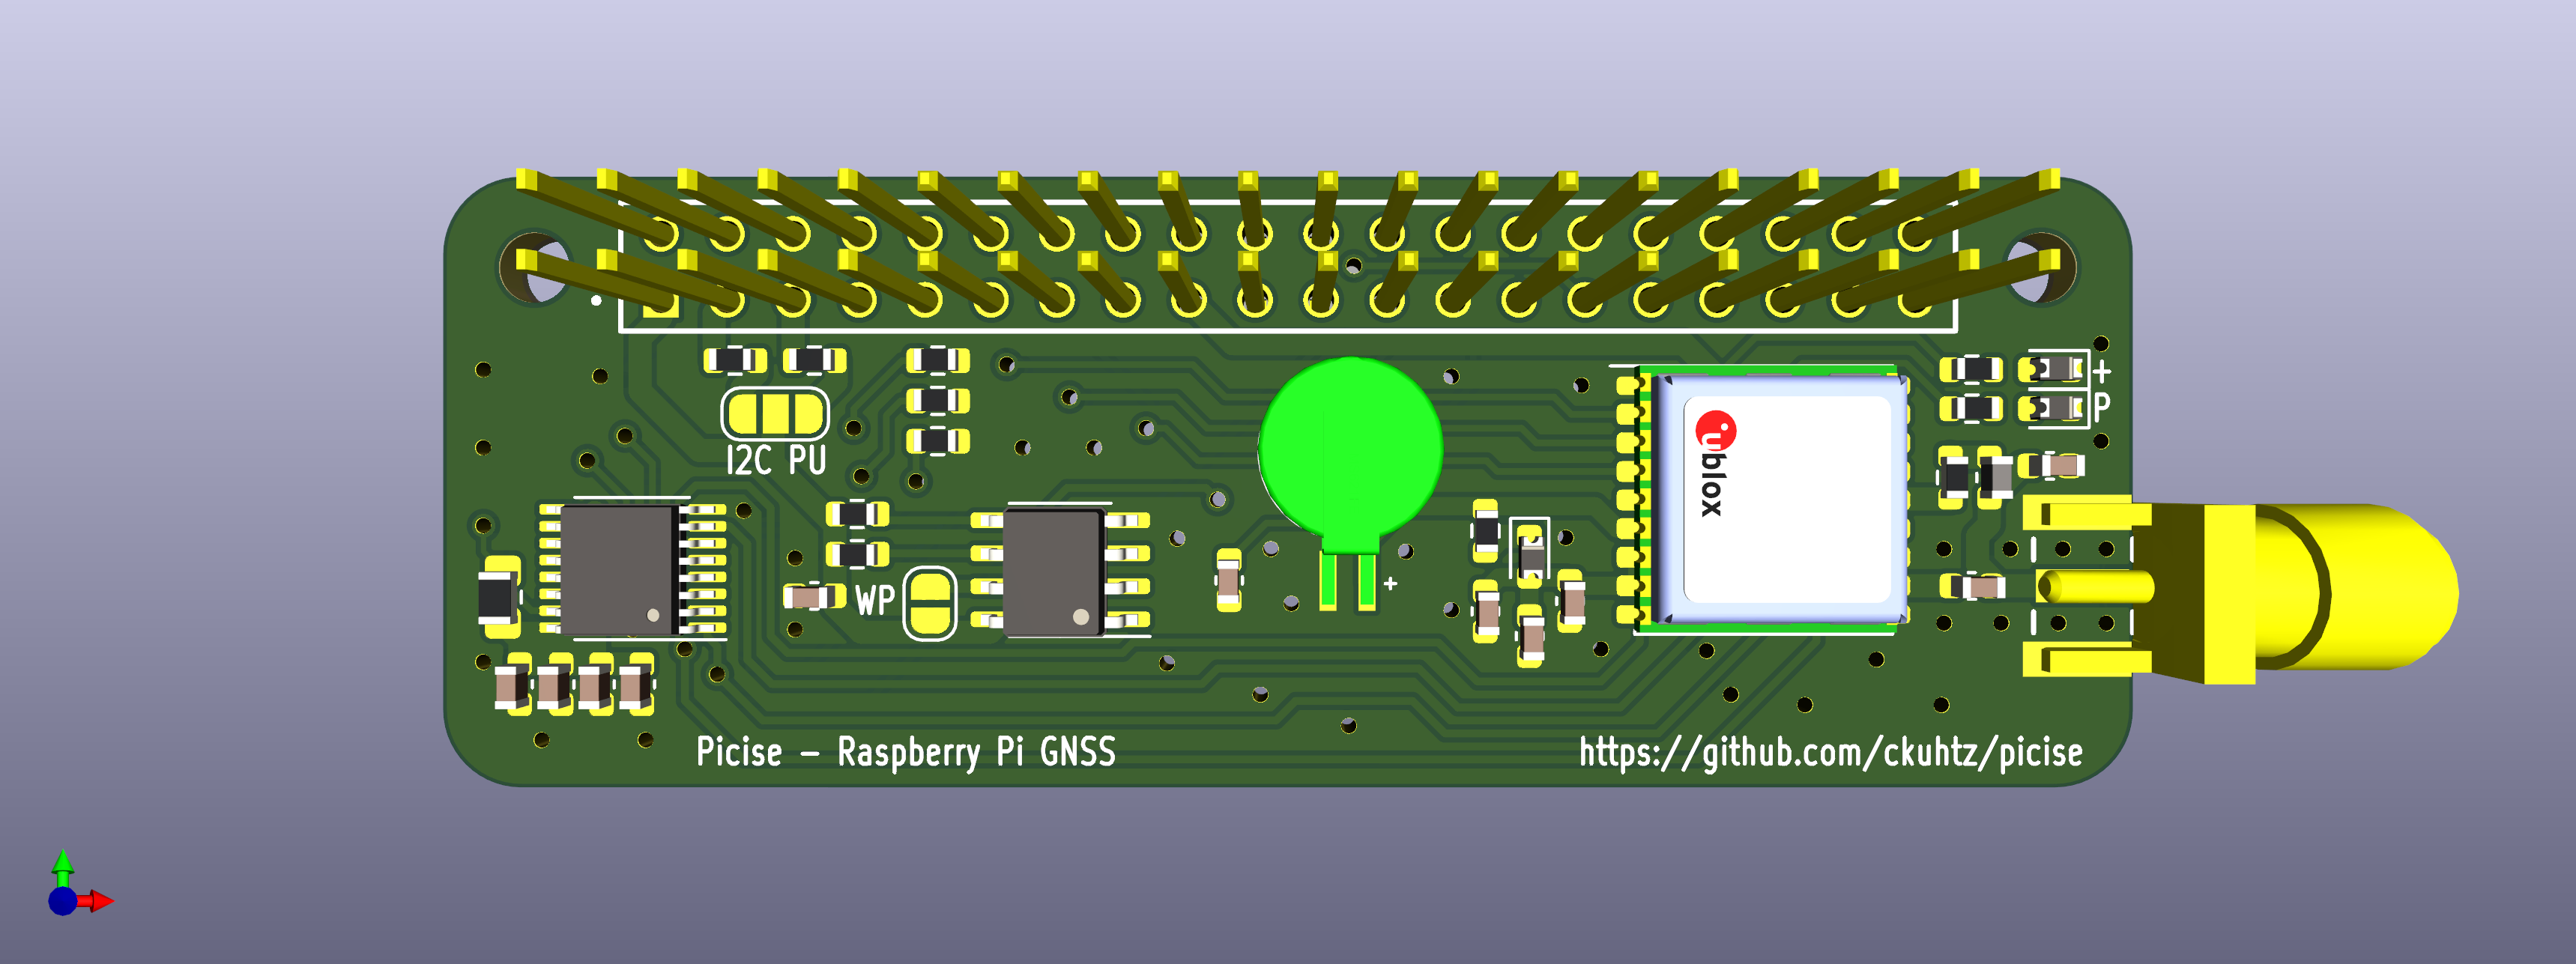 I2C PU
ublox
+
P
WP
+
Picise - Raspberry Pi GNSS
https://github.com/ckuhtz/picise